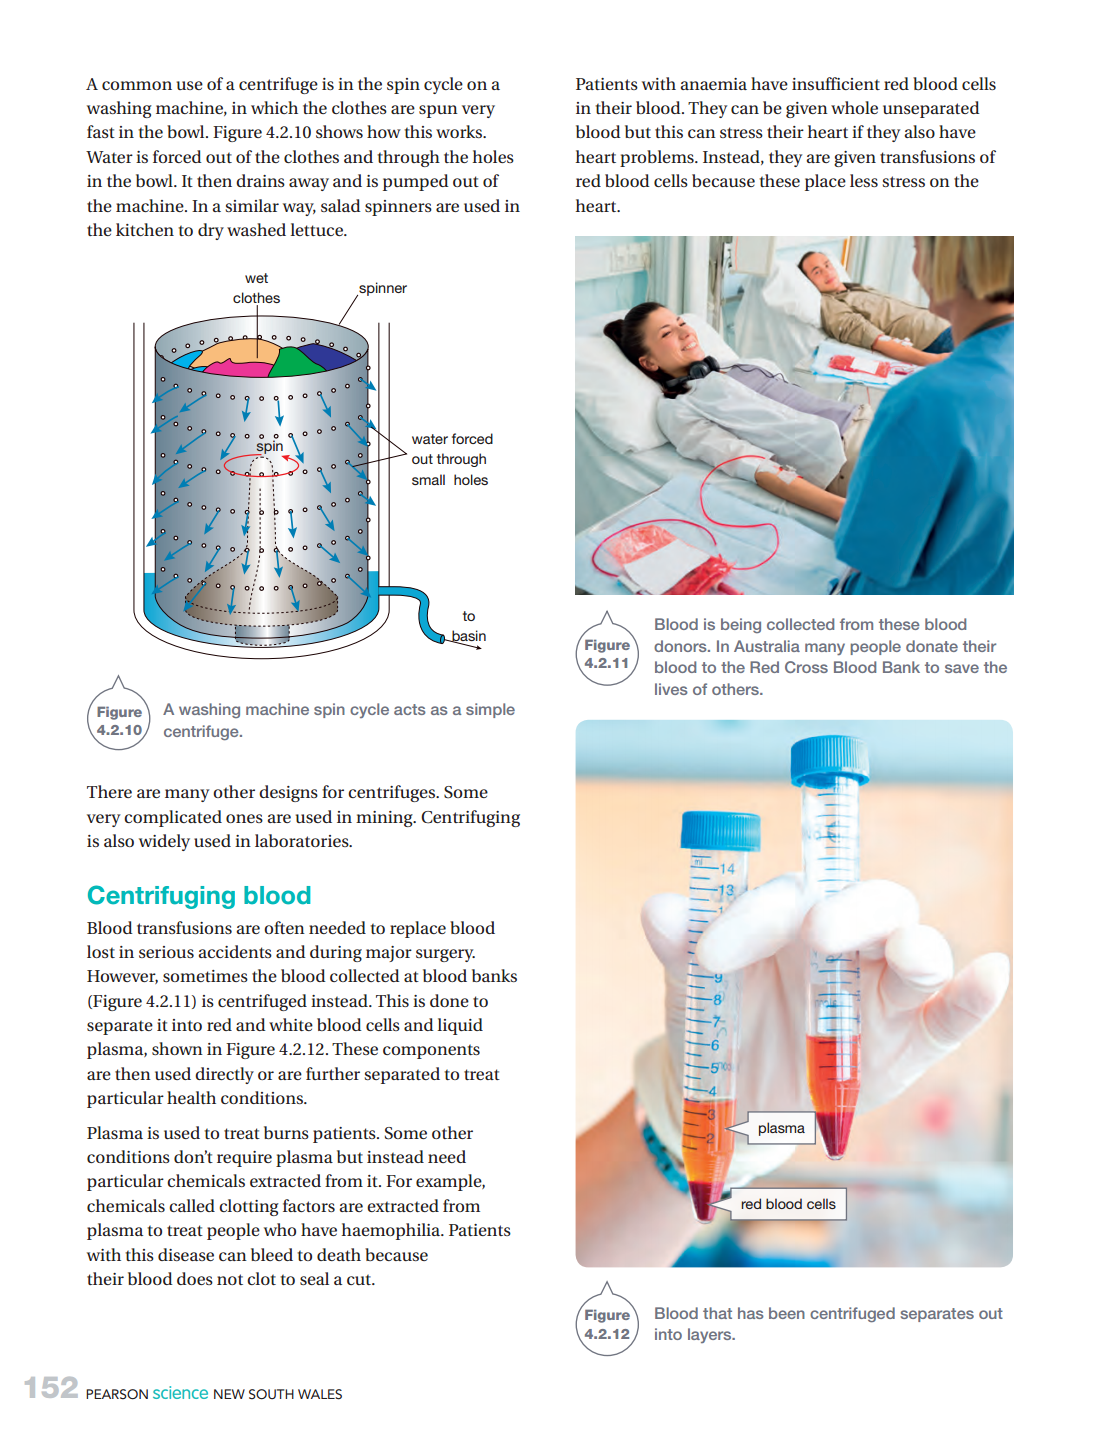 A common use of a centrifuge is in the spin cycle on a
washing machine, in which the clothes are spun very
fast in the bowl. Figure 4.2.10 shows how this works.
Water is forced out of the clothes and through the holes
in the bowl. It then drains away and is pumped out of
the machine. In a similar way, salad spinners are used in
the kitchen to dry washed lettuce.
wet
clothes
spinner
spin
water forced
out through
small holes
to
basin
Figure
4.2.10
A washing machine spin cycle acts as a simple
centrifuge.
There are many other designs for centrifuges. Some
very complicated ones are used in mining. Centrifuging
is also widely used in laboratories.
Centrifuging blood
Blood transfusions are often needed to replace blood
lost in serious accidents and during major surgery.
However, sometimes the blood collected at blood banks
(Figure 4.2.11) is centrifuged instead. This is done to
separate it into red and white blood cells and liquid
plasma, shown in Figure 4.2.12. These components
are then used directly or are further separated to treat
particular health conditions.
Plasma is used to treat burns patients. Some other
conditions don't require plasma but instead need
particular chemicals extracted from it. For example,
chemicals called clotting factors are extracted from
plasma to treat people who have haemophilia. Patients
with this disease can bleed to death because
their blood does not clot to seal a cut.
Patients with anaemia have insufficient red blood cells
in their blood. They can be given whole unseparated
blood but this can stress their heart if they also have
heart problems. Instead, they are given transfusions of
red blood cells because these place less stress on the
heart.
Figure
4.2.11
Blood is being collected from these blood
donors. In Australia many people donate their
blood to the Red Cross Blood Bank to save the
lives of others.
ml
14
13
9
8
7
6
5
4
3
2
plasma
red blood cells
Figure
4.2.12
Blood that has been centrifuged separates out
into layers.
152 PEARSON science NEW SOUTH WALES